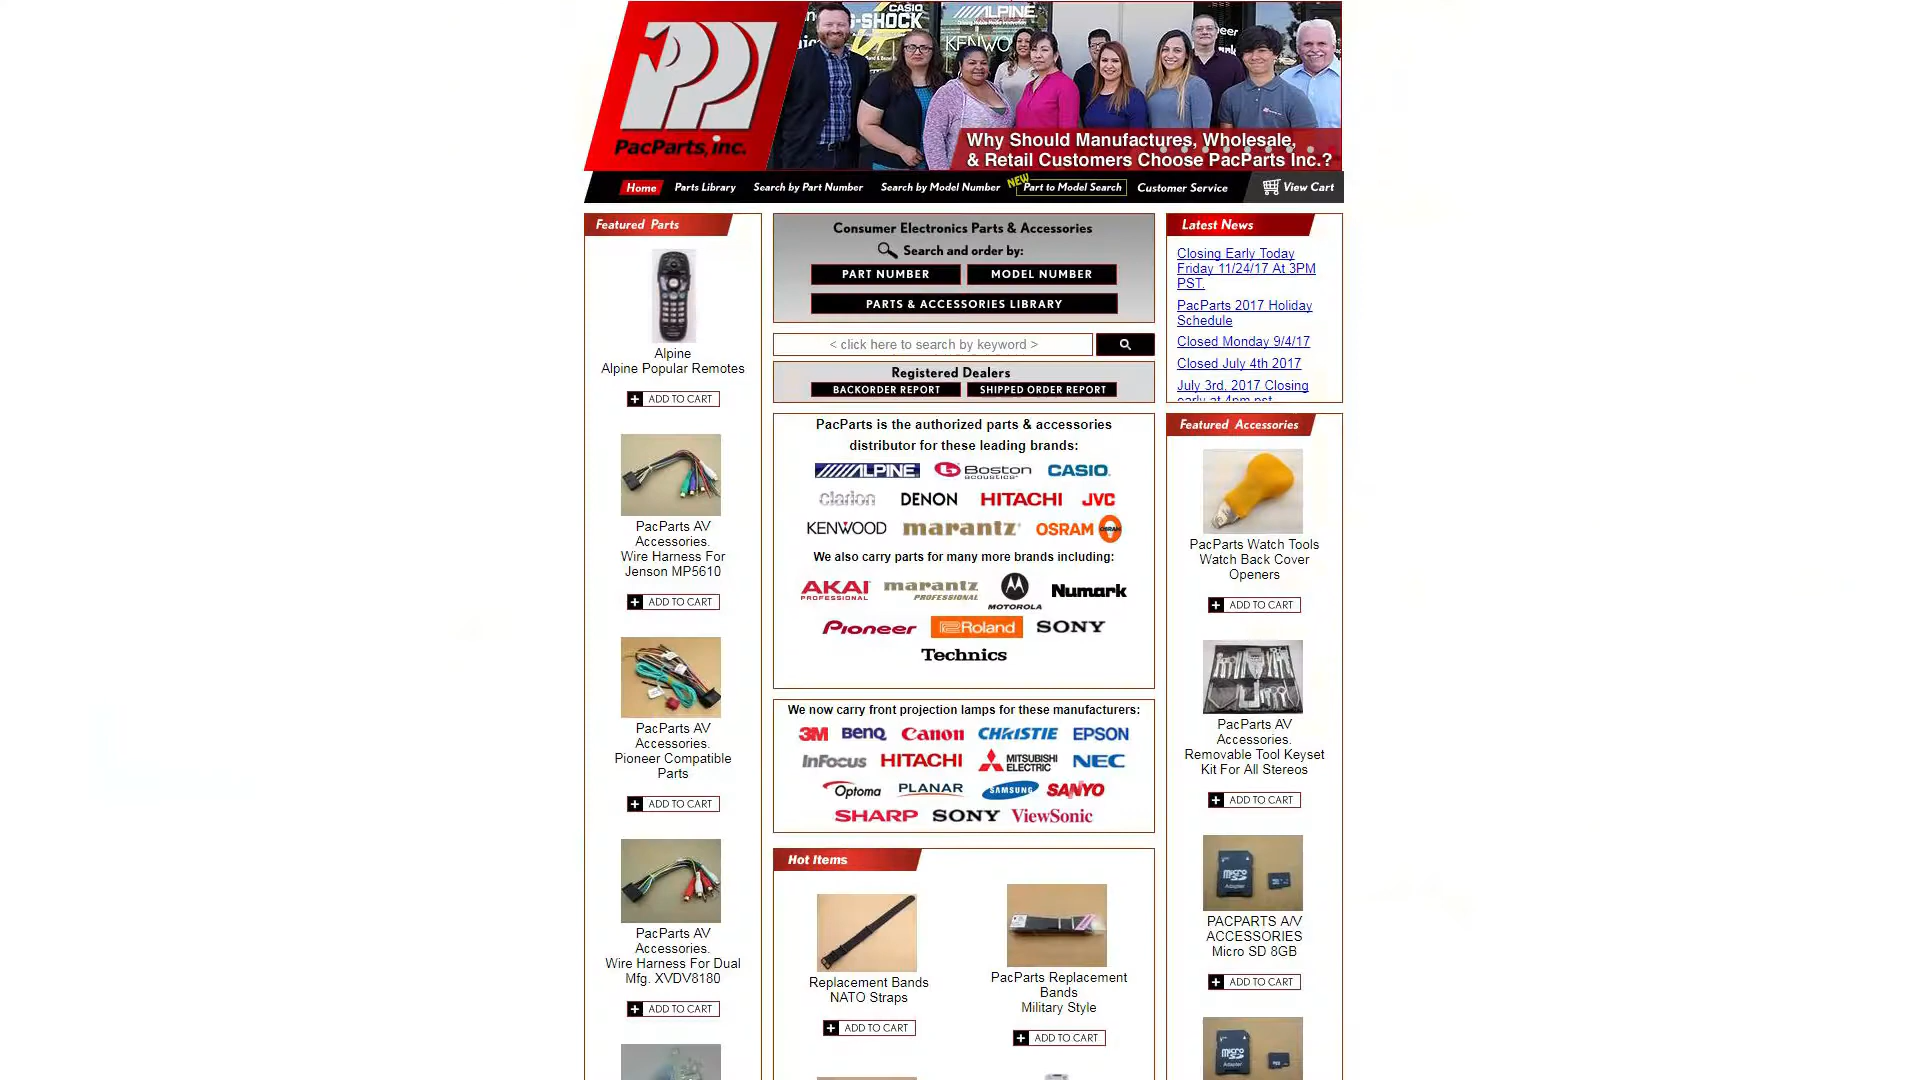 CASIO
G-SHOCK
ALPINE
KENWO
PacParts, Inc.
Why Should Manufactures, Wholesale,
& Retail Customers Choose PacParts Inc.?
Home
Parts Library
Search by Part Number
Search by Model Number
NEW
Part to Model Search
Customer Service
View Cart
Featured Parts
Alpine
Alpine Popular Remotes
ADD TO CART
PacParts AV
Accessories.
Wire Harness For
Jenson MP5610
ADD TO CART
PacParts AV
Accessories.
Pioneer Compatible
Parts
ADD TO CART
PacParts AV
Accessories.
Wire Harness For Dual
Mfg. XVDV8180
ADD TO CART
Consumer Electronics Parts & Accessories
Search and order by:
PART NUMBER
MODEL NUMBER
PARTS & ACCESSORIES LIBRARY
< click here to search by keyword >
Registered Dealers
BACKORDER REPORT
SHIPPED ORDER REPORT
PacParts is the authorized parts & accessories
distributor for these leading brands:
ALPINE Boston acoustics CASIO
clarion DENON HITACHI JVC
KENWOOD marantz OSRAM
We also carry parts for many more brands including:
AKAI PROFESSIONAL marantz PROFESSIONAL MOTOROLA Numark
Pioneer Roland SONY
Technics
We now carry front projection lamps for these manufacturers:
3M BENQ Canon CHRISTIE EPSON
InFocus HITACHI MITSUBISHI ELECTRIC NEC
Optoma PLANAR SAMSUNG SANYO
SHARP SONY ViewSonic
Hot Items
Replacement Bands
NATO Straps
ADD TO CART
PacParts Replacement
Bands
Military Style
ADD TO CART
Latest News
Closing Early Today
Friday 11/24/17 At 3PM
PST.
PacParts 2017 Holiday
Schedule
Closed Monday 9/4/17
Closed July 4th 2017
July 3rd, 2017 Closing
early at 4pm pst
Featured Accessories
PacParts Watch Tools
Watch Back Cover
Openers
ADD TO CART
PacParts AV
Accessories.
Removable Tool Keyset
Kit For All Stereos
ADD TO CART
micro SD
Adapter
PACPARTS A/V
ACCESSORIES
Micro SD 8GB
ADD TO CART
micro SD
Adapter